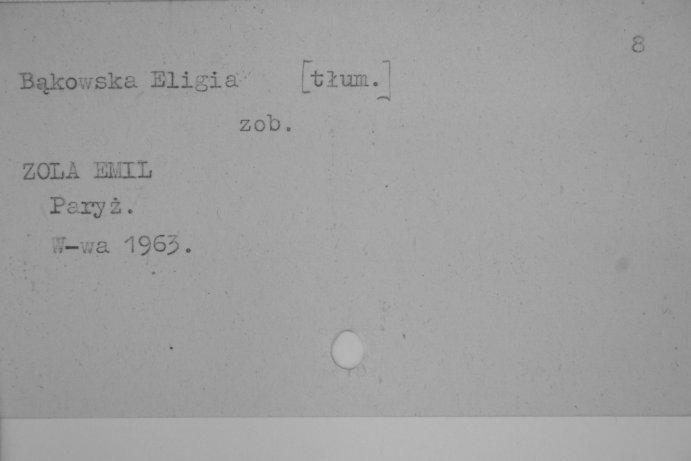 8
Bąkowska Eligia [tłum.]
zob.
ZOLA EMIL
Paryż.
W-wa 1963.